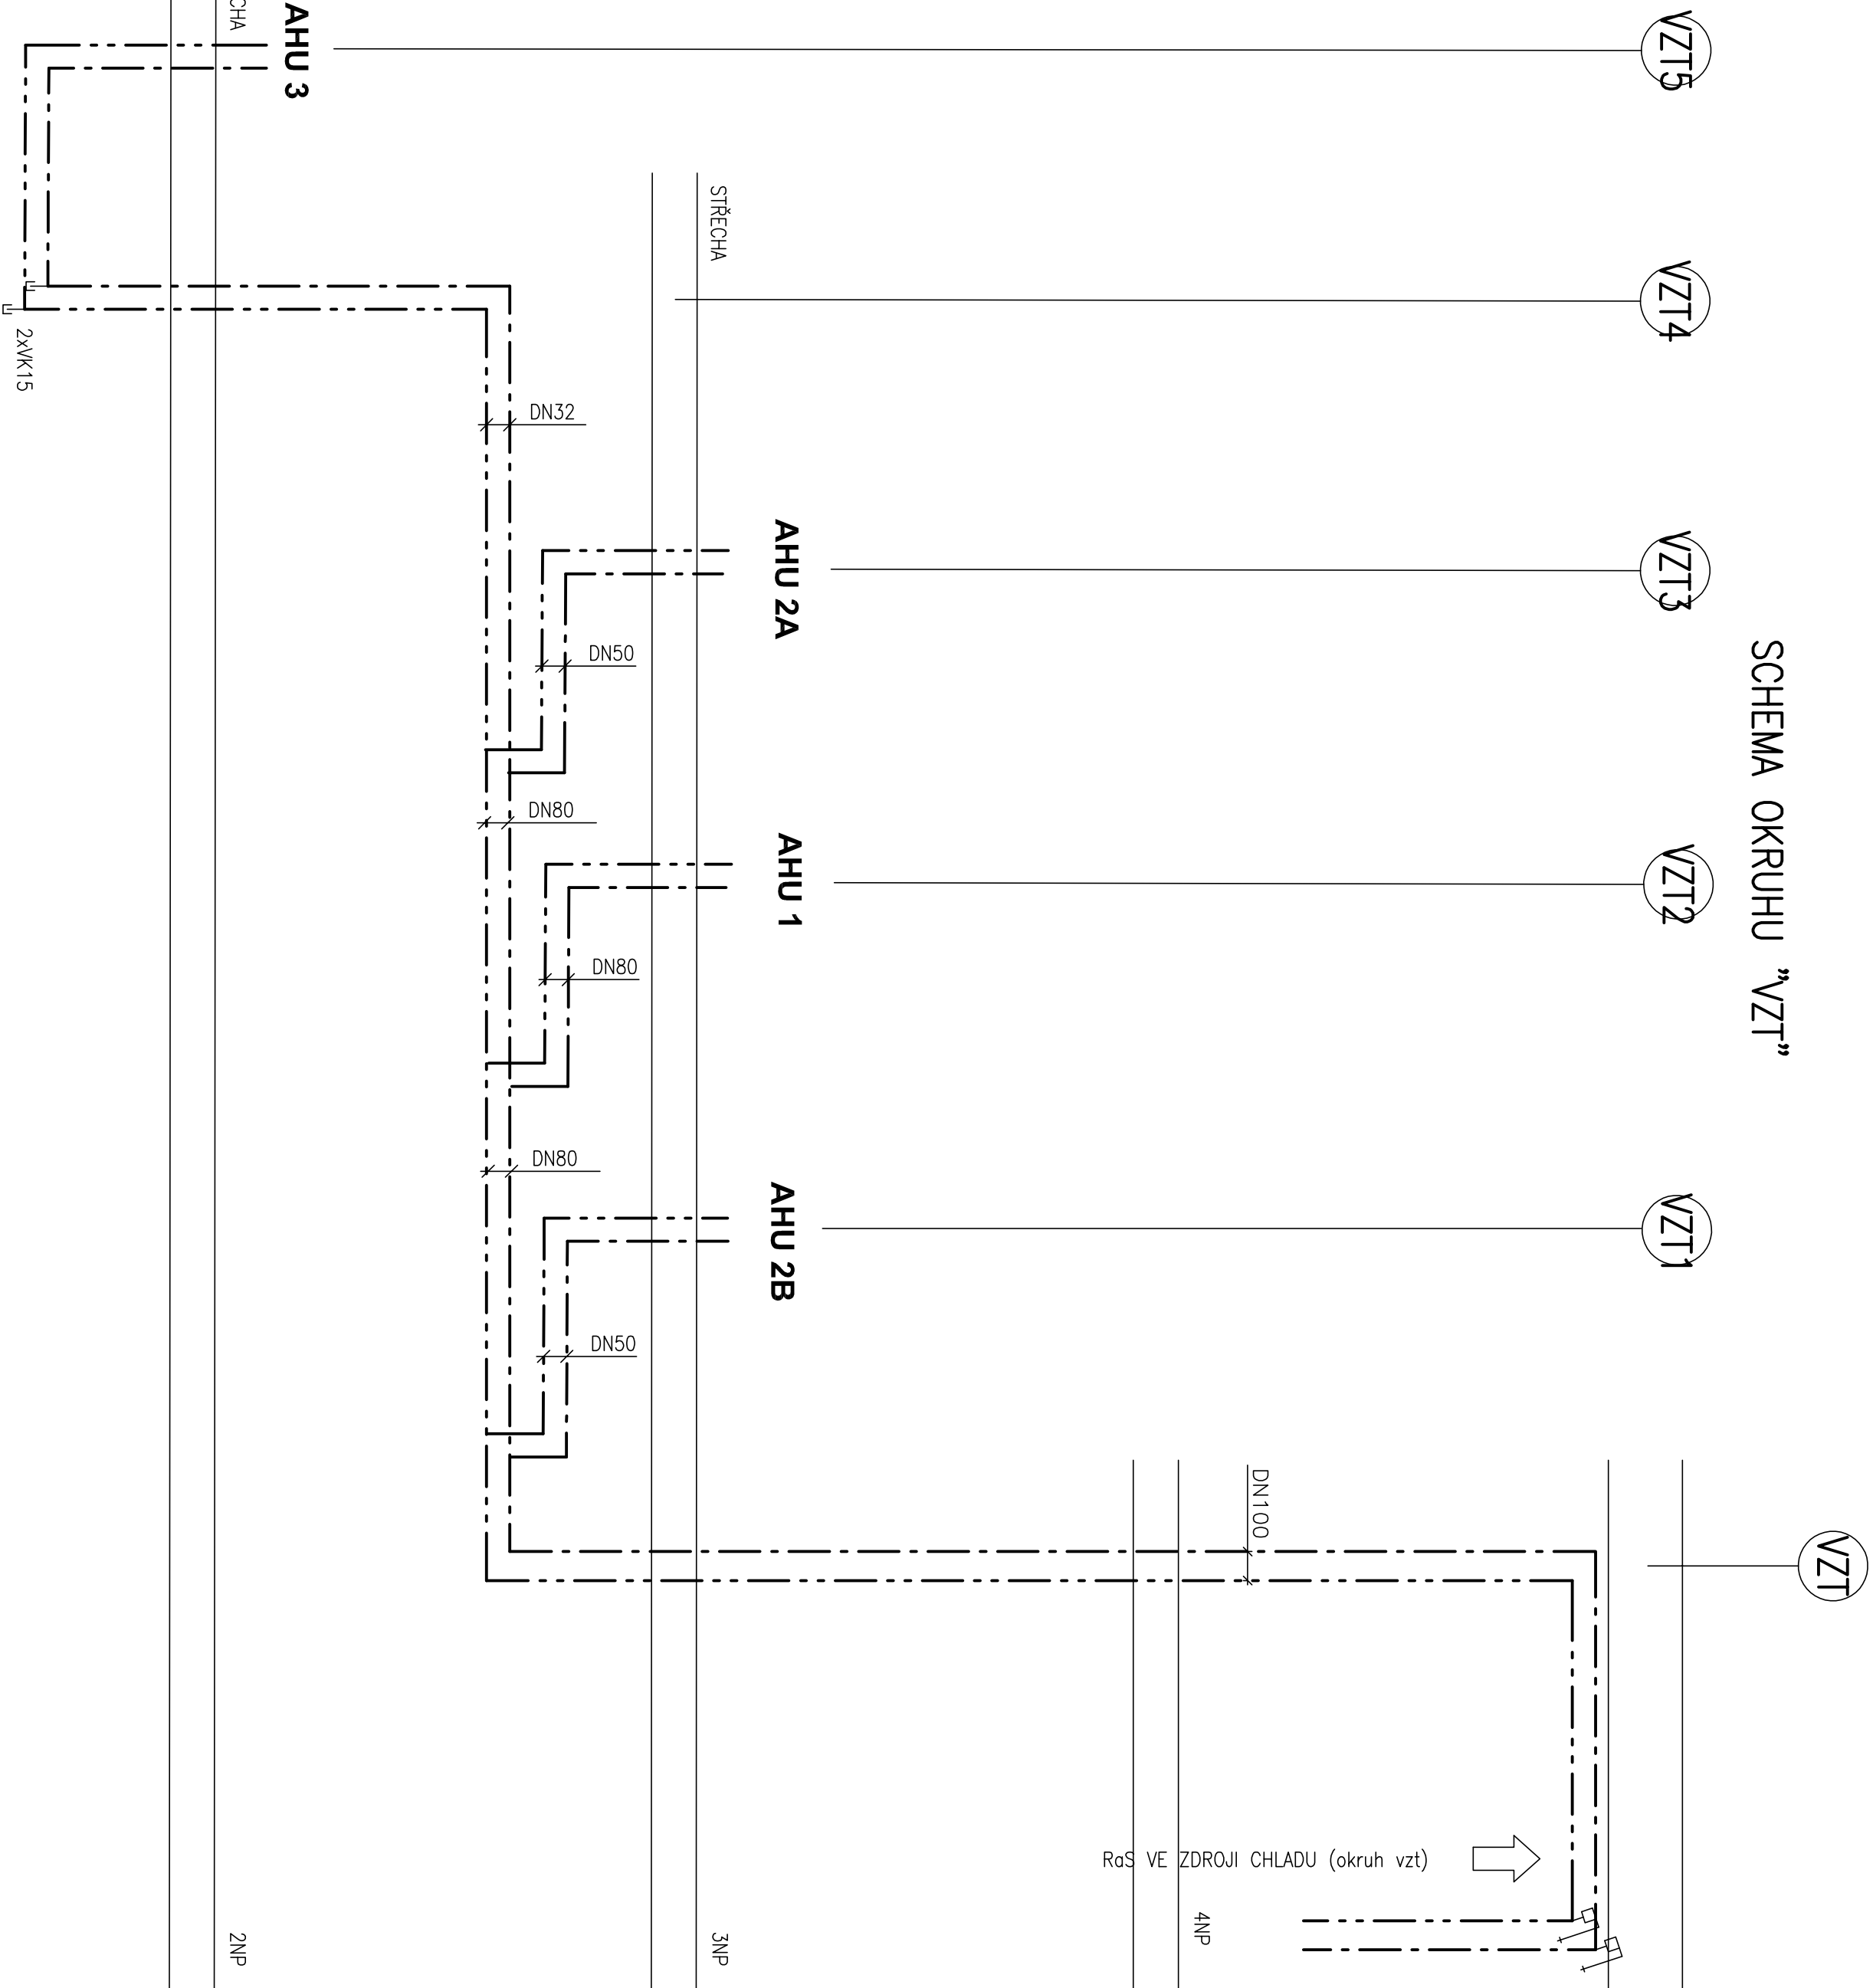 SCHEMA OKRUHU "VZT"
VZT5
VZT4
VZT3
VZT2
VZT1
VZT
AHU 3
AHU 2A
AHU 1
AHU 2B
STŘECHA
CHA
2xVK15
DN32
DN50
DN80
DN80
DN80
DN50
DN100
RaS VE ZDROJI CHLADU (okruh vzt)
4NP
3NP
2NP